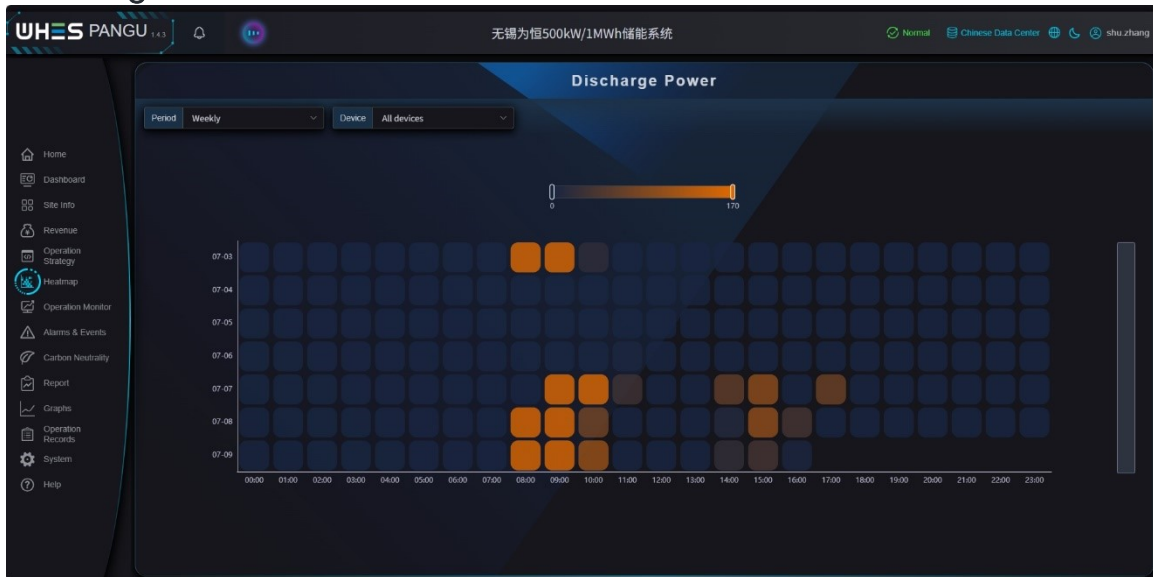 WHES PANGU 1.4.3
无锡为恒500kW/1MWh储能系统
Normal
Chinese Data Center
shu.zhang
Discharge Power
Period Weekly
Device All devices
Home
Dashboard
Site Info
Revenue
Operation
Strategy
Heatmap
Operation Monitor
Alarms & Events
Carbon Neutrality
Report
Graphs
Operation
Records
System
Help
0 170
07-03
07-04
07-05
07-06
07-07
07-08
07-09
00:00 01:00 02:00 03:00 04:00 05:00 06:00 07:00 08:00 09:00 10:00 11:00 12:00 13:00 14:00 15:00 16:00 17:00 18:00 19:00 20:00 21:00 22:00 23:00